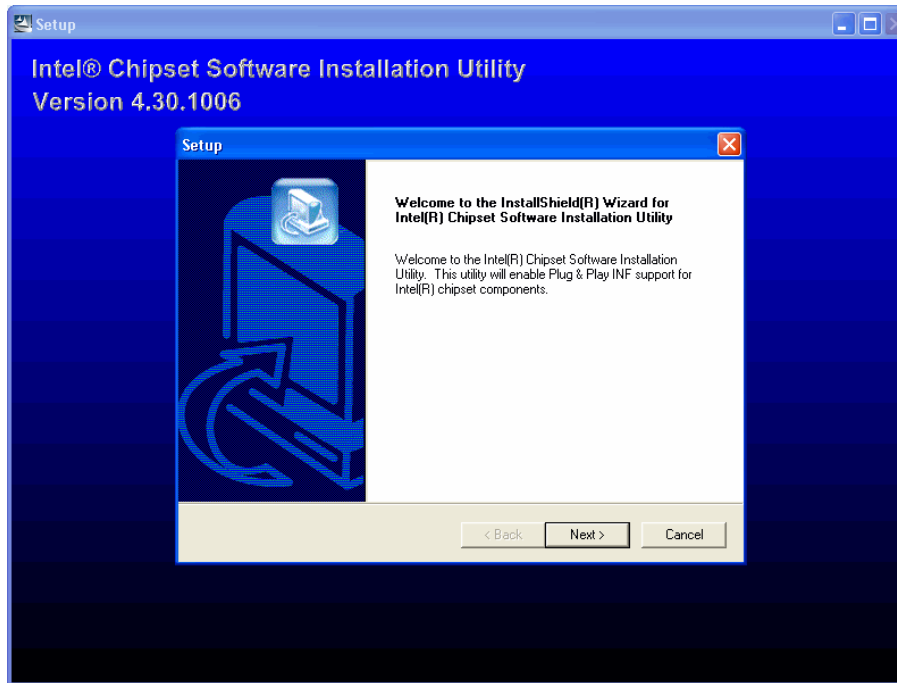 Setup
Intel® Chipset Software Installation Utility
Version 4.30.1006
Setup
Welcome to the InstallShield(R) Wizard for
Intel(R) Chipset Software Installation Utility
Welcome to the Intel(R) Chipset Software Installation
Utility. This utility will enable Plug & Play INF support for
Intel(R) chipset components.
< Back
Next >
Cancel